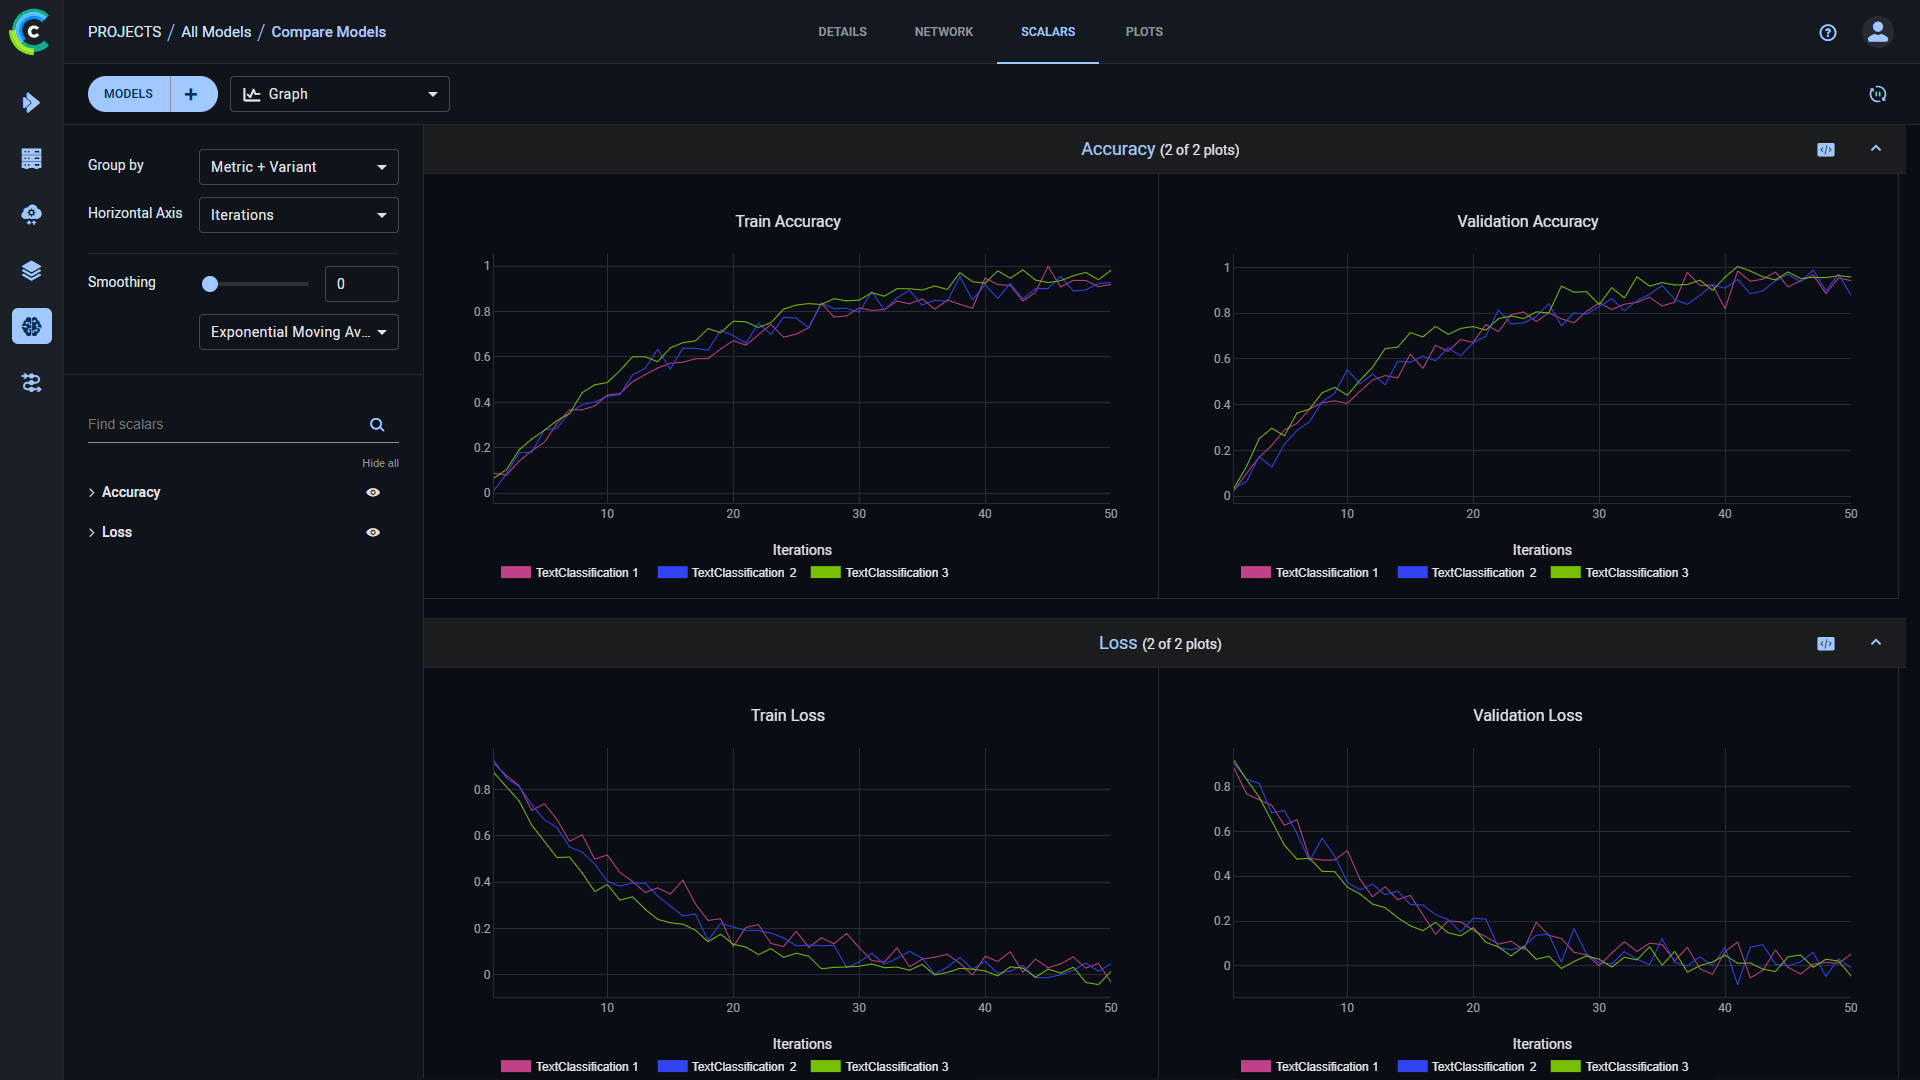 PROJECTS / All Models / Compare Models
DETAILS
NETWORK
SCALARS
PLOTS
MODELS
+
Graph
Group by
Metric + Variant
Horizontal Axis
Iterations
Smoothing
0
Exponential Moving Av...
Find scalars
Hide all
Accuracy
Loss
Accuracy (2 of 2 plots)
Train Accuracy
1
0.8
0.6
0.4
0.2
0
10 20 30 40 50
Iterations
TextClassification 1 TextClassification 2 TextClassification 3
Validation Accuracy
1
0.8
0.6
0.4
0.2
0
10 20 30 40 50
Iterations
TextClassification 1 TextClassification 2 TextClassification 3
Loss (2 of 2 plots)
Train Loss
0.8
0.6
0.4
0.2
0
10 20 30 40 50
Iterations
TextClassification 1 TextClassification 2 TextClassification 3
Validation Loss
0.8
0.6
0.4
0.2
0
10 20 30 40 50
Iterations
TextClassification 1 TextClassification 2 TextClassification 3